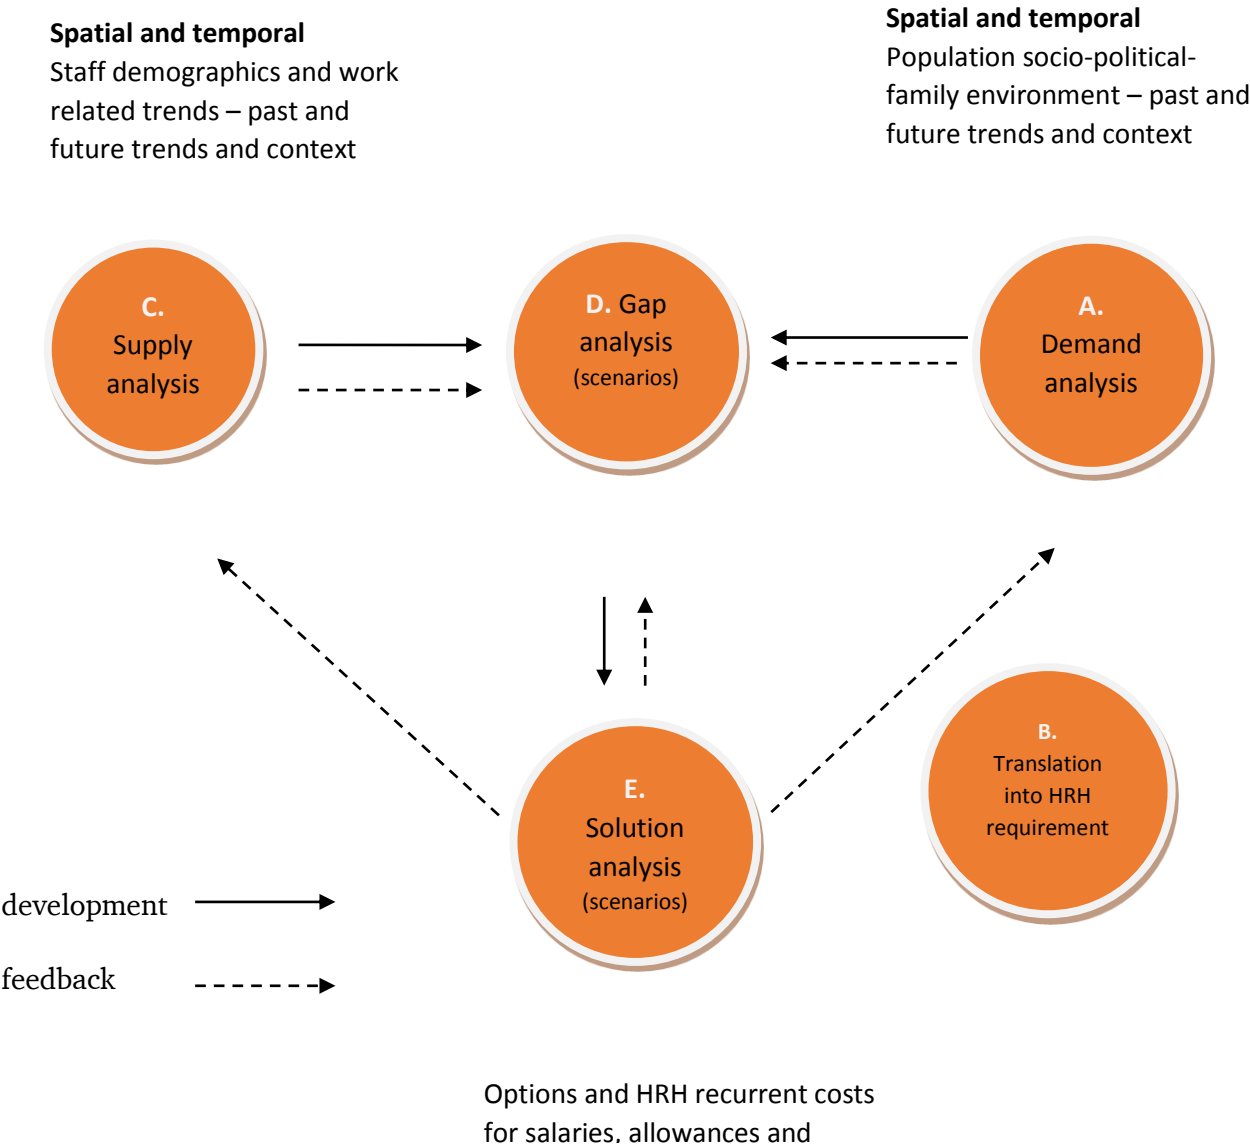 Spatial and temporal
Staff demographics and work
related trends – past and
future trends and context
Spatial and temporal
Population socio-political-
family environment – past and
future trends and context
C.
Supply
analysis
D. Gap
analysis
(scenarios)
A.
Demand
analysis
E.
Solution
analysis
(scenarios)
B.
Translation
into HRH
requirement
development
feedback
Options and HRH recurrent costs
for salaries, allowances and